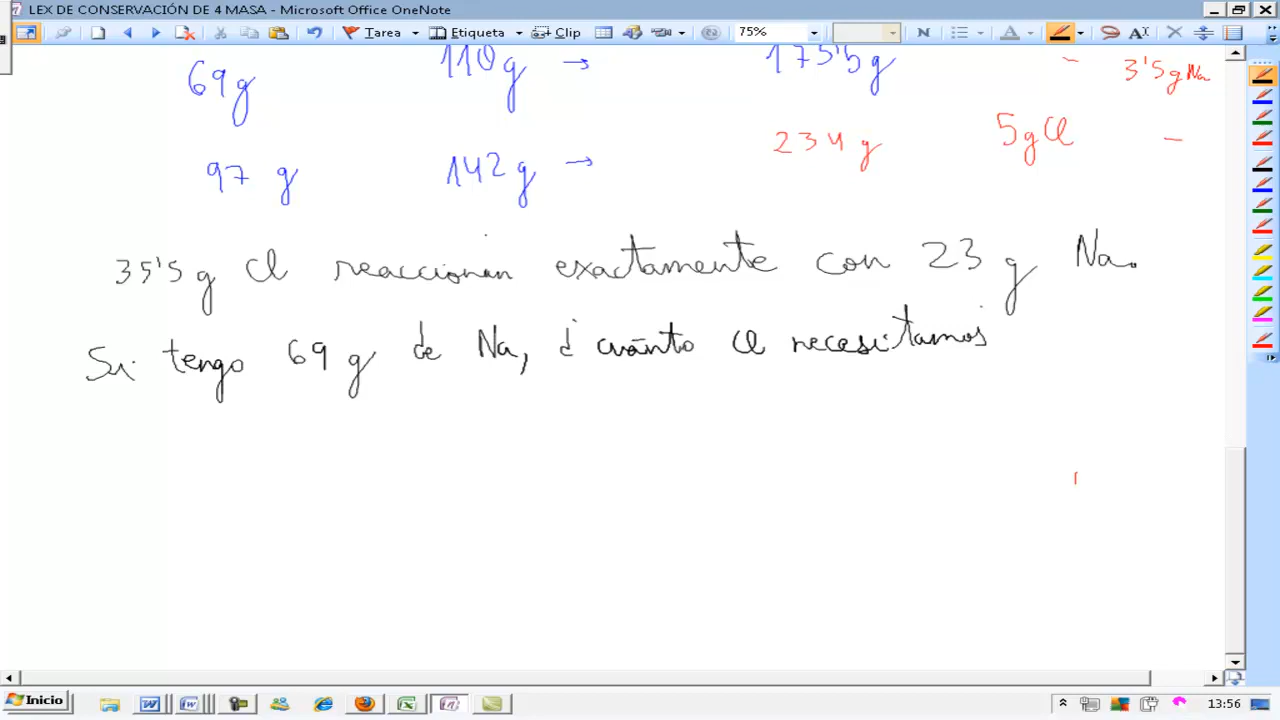 LEX DE CONSERVACIÓN DE 4 MASA - Microsoft Office OneNote
Tarea Etiqueta Clip 75% N A
69g 110g → 175'5g - 3'5g Na
97 g 142g → 234g 5g Cl -
35'5 g Cl reaccionan exactamente con 23 g Na.
Si tengo 69 g de Na, ¿cuánto Cl necesitamos
Inicio 13:56